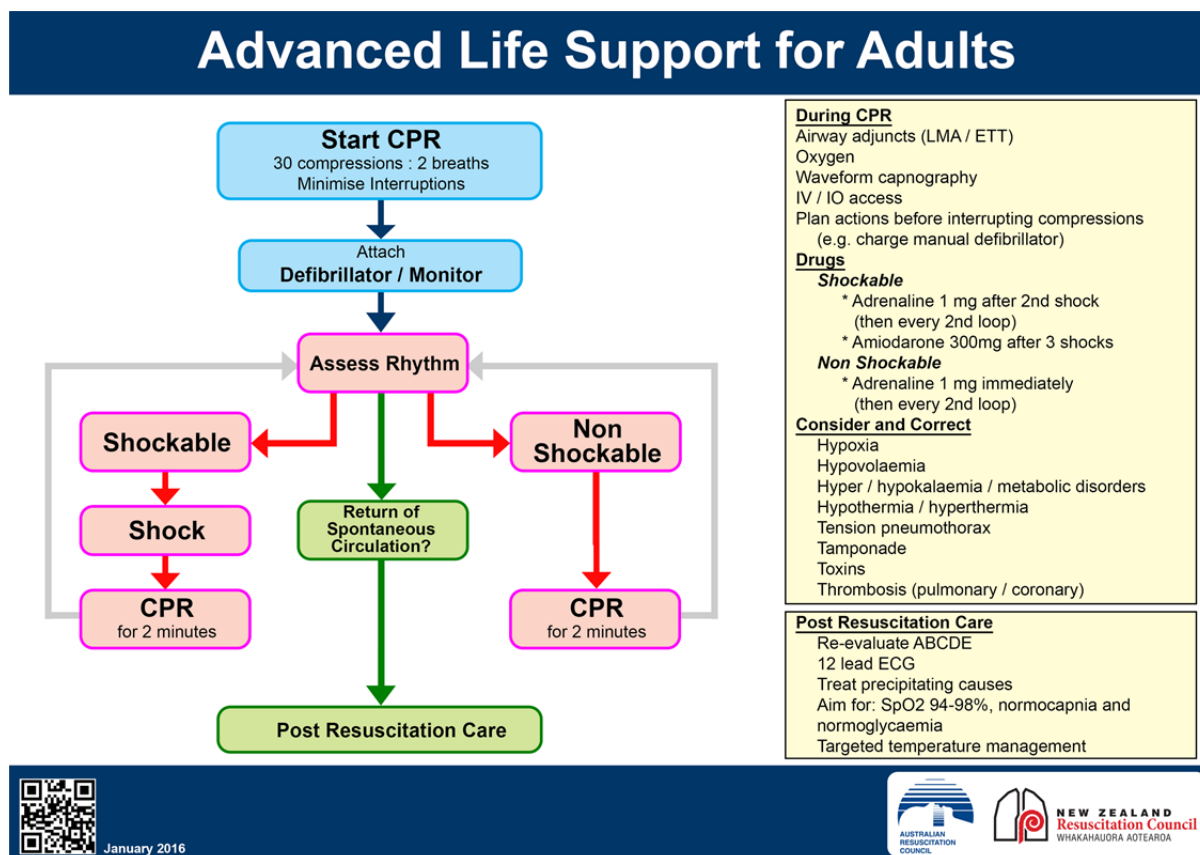 Advanced Life Support for Adults
Start CPR
30 compressions : 2 breaths
Minimise Interruptions
Attach
Defibrillator / Monitor
Assess Rhythm
Shockable
Non
Shockable
Shock
Return of
Spontaneous
Circulation?
CPR
for 2 minutes
CPR
for 2 minutes
Post Resuscitation Care
During CPR
Airway adjuncts (LMA / ETT)
Oxygen
Waveform capnography
IV / IO access
Plan actions before interrupting compressions
(e.g. charge manual defibrillator)
Drugs
Shockable
* Adrenaline 1 mg after 2nd shock
(then every 2nd loop)
* Amiodarone 300mg after 3 shocks
Non Shockable
* Adrenaline 1 mg immediately
(then every 2nd loop)
Consider and Correct
Hypoxia
Hypovolaemia
Hyper / hypokalaemia / metabolic disorders
Hypothermia / hyperthermia
Tension pneumothorax
Tamponade
Toxins
Thrombosis (pulmonary / coronary)
Post Resuscitation Care
Re-evaluate ABCDE
12 lead ECG
Treat precipitating causes
Aim for: SpO2 94-98%, normocapnia and
normoglycaemia
Targeted temperature management
January 2016
AUSTRALIAN
RESUSCITATION
COUNCIL
NEW ZEALAND
Resuscitation Council
WHAKAHAUORA AOTEAROA